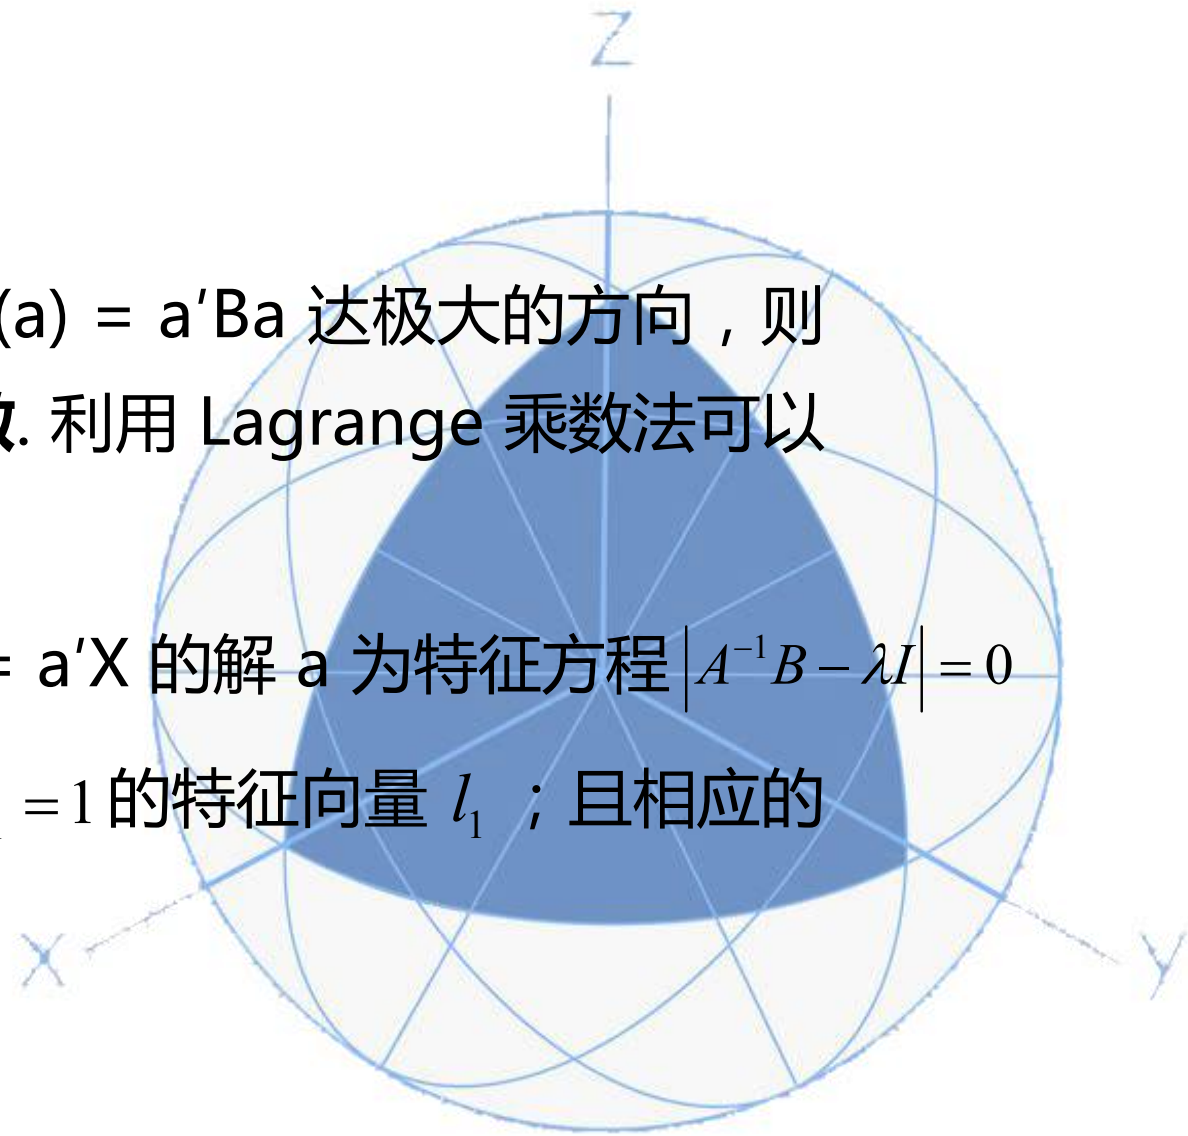 Z
(a) = a′Ba 达极大的方向，则
. 利用 Lagrange 乘数法可以
= a′X 的解 a 为特征方程 |A⁻¹B − λI| = 0
= 1 的特征向量 l₁ ；且相应的
X
Y